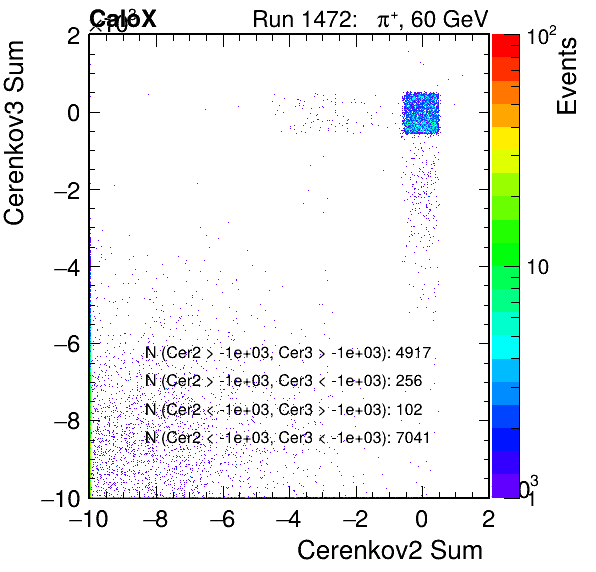 CaloX Run 1472: π+, 60 GeV
×10³
2
0
−2
−4
−6
−8
−10
−10 −8 −6 −4 −2 0 2
Cerenkov3 Sum
Cerenkov2 Sum
N (Cer2 > -1e+03, Cer3 > -1e+03): 4917
N (Cer2 > -1e+03, Cer3 < -1e+03): 256
N (Cer2 < -1e+03, Cer3 > -1e+03): 102
N (Cer2 < -1e+03, Cer3 < -1e+03): 7041
10²
10
1
Events